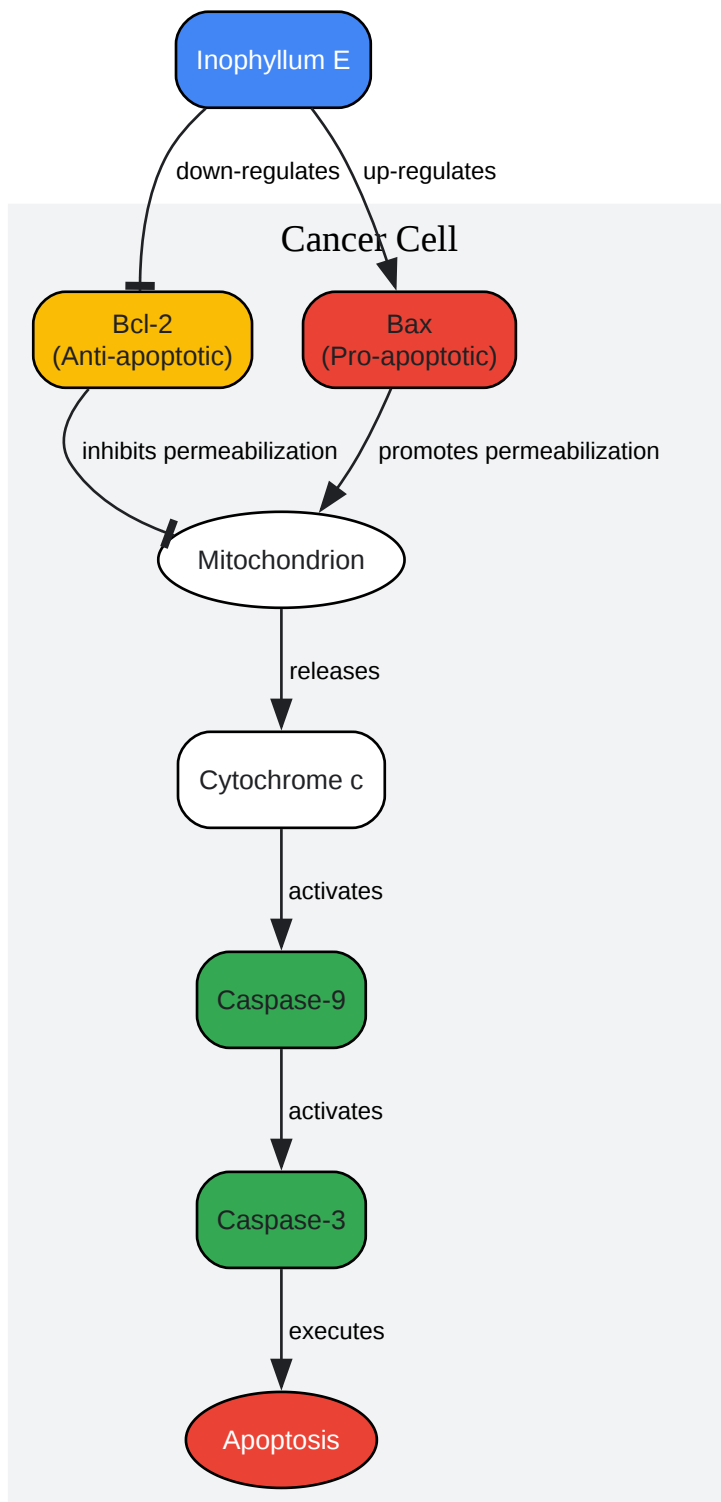 Inophyllum E
down-regulates
up-regulates
Cancer Cell
Bcl-2
(Anti-apoptotic)
Bax
(Pro-apoptotic)
inhibits permeabilization
promotes permeabilization
Mitochondrion
releases
Cytochrome c
activates
Caspase-9
activates
Caspase-3
executes
Apoptosis